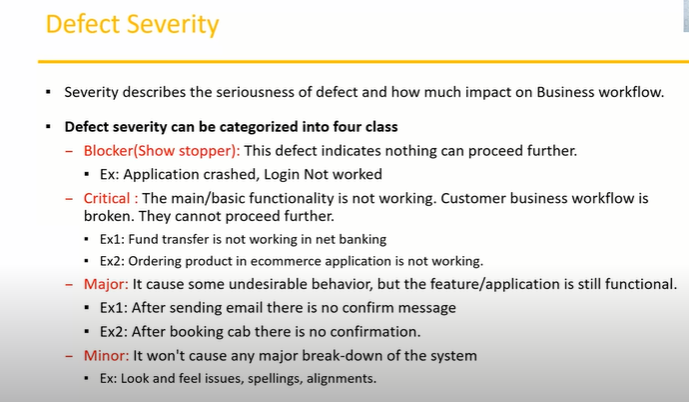 Defect Severity
▪ Severity describes the seriousness of defect and how much impact on Business workflow.
▪ Defect severity can be categorized into four class
– Blocker(Show stopper): This defect indicates nothing can proceed further.
▪ Ex: Application crashed, Login Not worked
– Critical : The main/basic functionality is not working. Customer business workflow is
broken. They cannot proceed further.
▪ Ex1: Fund transfer is not working in net banking
▪ Ex2: Ordering product in ecommerce application is not working.
– Major: It cause some undesirable behavior, but the feature/application is still functional.
▪ Ex1: After sending email there is no confirm message
▪ Ex2: After booking cab there is no confirmation.
– Minor: It won't cause any major break-down of the system
▪ Ex: Look and feel issues, spellings, alignments.